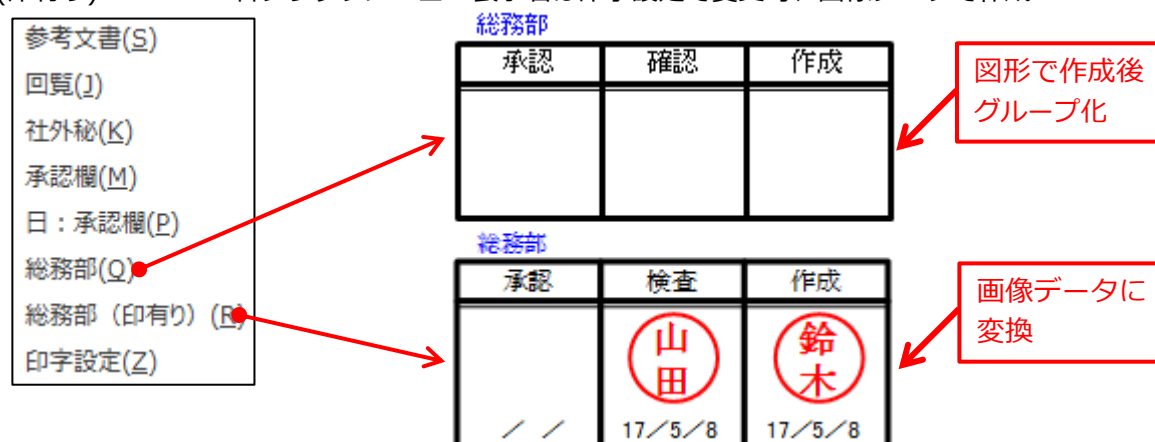 参考文書(S)
回覧(J)
社外秘(K)
承認欄(M)
日：承認欄(P)
総務部(Q)
総務部（印有り）(R)
印字設定(Z)
総務部
承認 確認 作成
図形で作成後
グループ化
総務部
承認 検査 作成
山田 鈴木
／ ／ 17／5／8 17／5／8
画像データに
変換